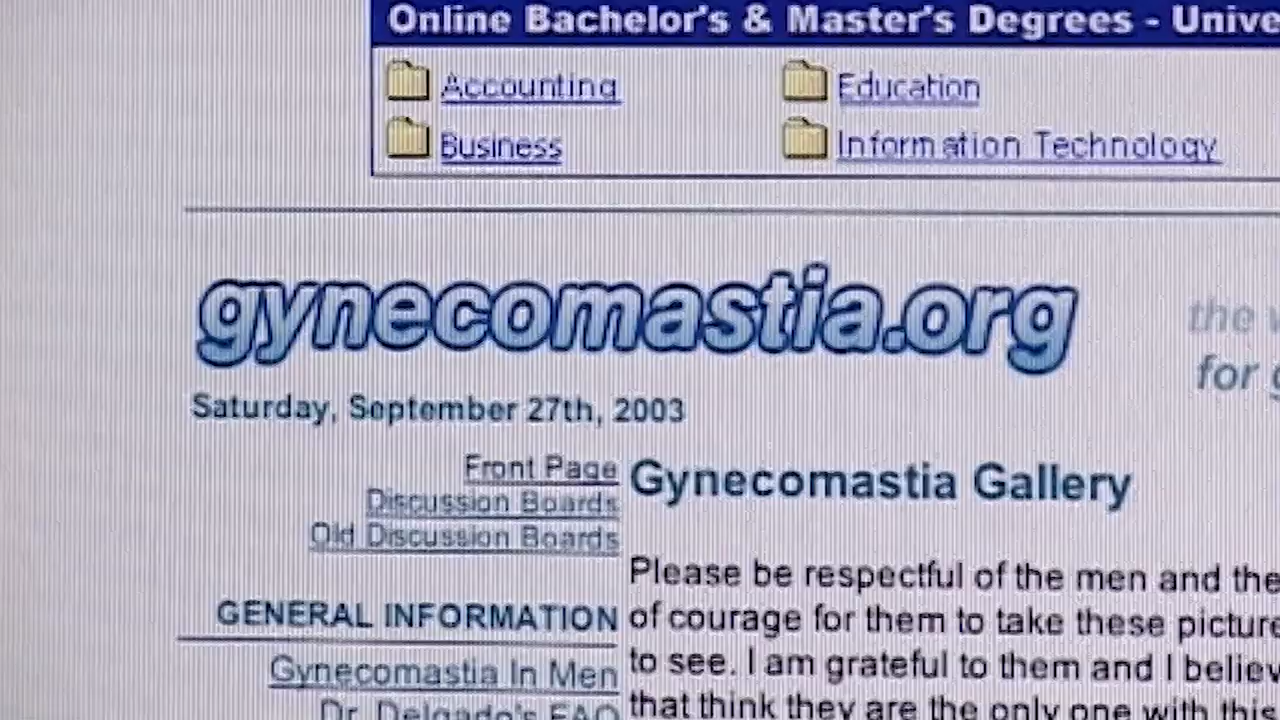 Online Bachelor's & Master's Degrees -
Accounting Education
Business Information Technology
gynecomastia.org
the
for
Saturday, September 27th, 2003
Front Page
Discussion Boards
Old Discussion Boards
Gynecomastia Gallery
GENERAL INFORMATION
Gynecomastia In Men
Dr. Delgado's FAQ
Please be respectful of the men and the
of courage for them to take these
to see. I am grateful to them and I
that think they are the only one with this